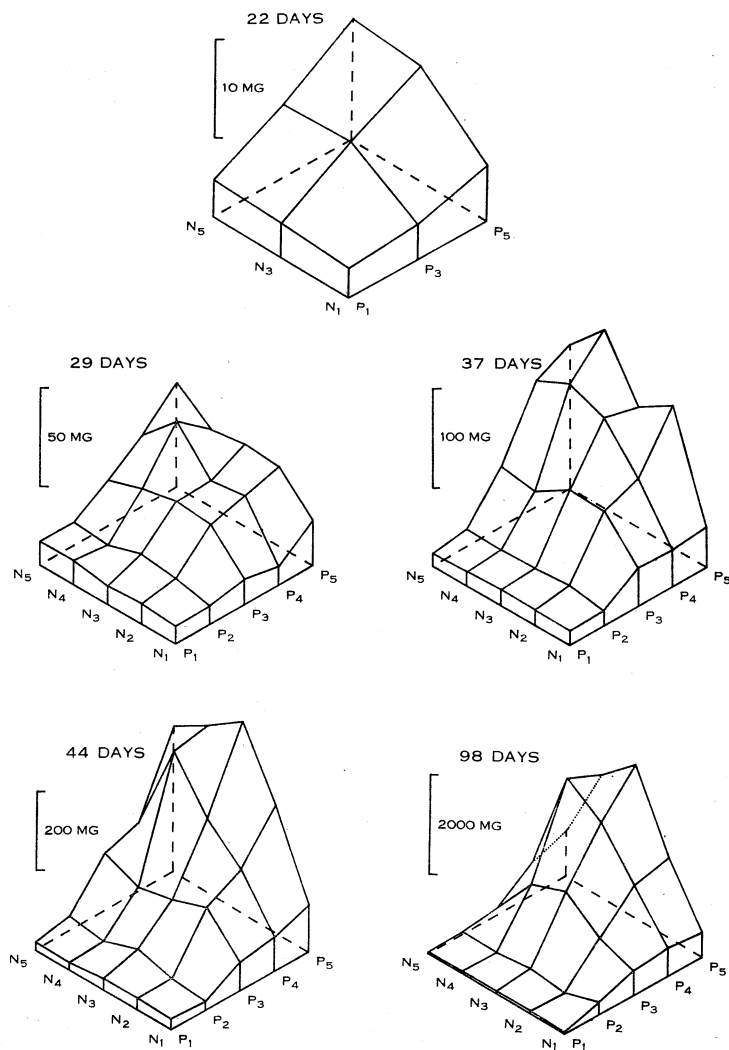 22 DAYS
10 MG
N₅
N₃
N₁ P₁
P₃
P₅
29 DAYS
50 MG
N₅
N₄
N₃
N₂
N₁ P₁
P₂
P₃
P₄
P₅
37 DAYS
100 MG
N₅
N₄
N₃
N₂
N₁ P₁
P₂
P₃
P₄
P₅
44 DAYS
200 MG
N₅
N₄
N₃
N₂
N₁ P₁
P₂
P₃
P₄
P₅
98 DAYS
2000 MG
N₅
N₄
N₃
N₂
N₁ P₁
P₂
P₃
P₄
P₅